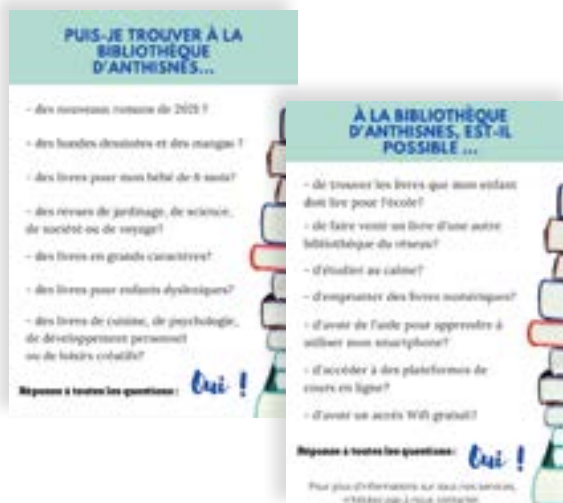 PUIS-JE TROUVER À LA
BIBLIOTHÈQUE
D'ANTHISNES...
- des nouveaux romans de 2021 ?
- des bandes dessinées et des mangas ?
- des livres pour mon bébé de 6 mois?
- des revues de jardinage, de science,
de société ou de voyage?
- des livres en grands caractères?
- des livres pour enfants dyslexiques?
- des livres de cuisine, de psychologie,
de développement personnel
ou de loisirs créatifs?
Réponse à toutes les questions :
Oui !
À LA BIBLIOTHÈQUE
D'ANTHISNES, EST-IL
POSSIBLE ...
- de trouver les livres que mon enfant
doit lire pour l'école?
- de faire venir un livre d'une autre
bibliothèque du réseau?
- d'étudier au calme?
- d'emprunter des livres numériques?
- d'avoir de l'aide pour apprendre à
utiliser mon smartphone?
- d'accéder à des plateformes de
cours en ligne?
- d'avoir un accès Wifi gratuit?
Réponse à toutes les questions:
Oui !
Pour plus d'informations sur tous nos services,
n'hésitez pas à nous contacter